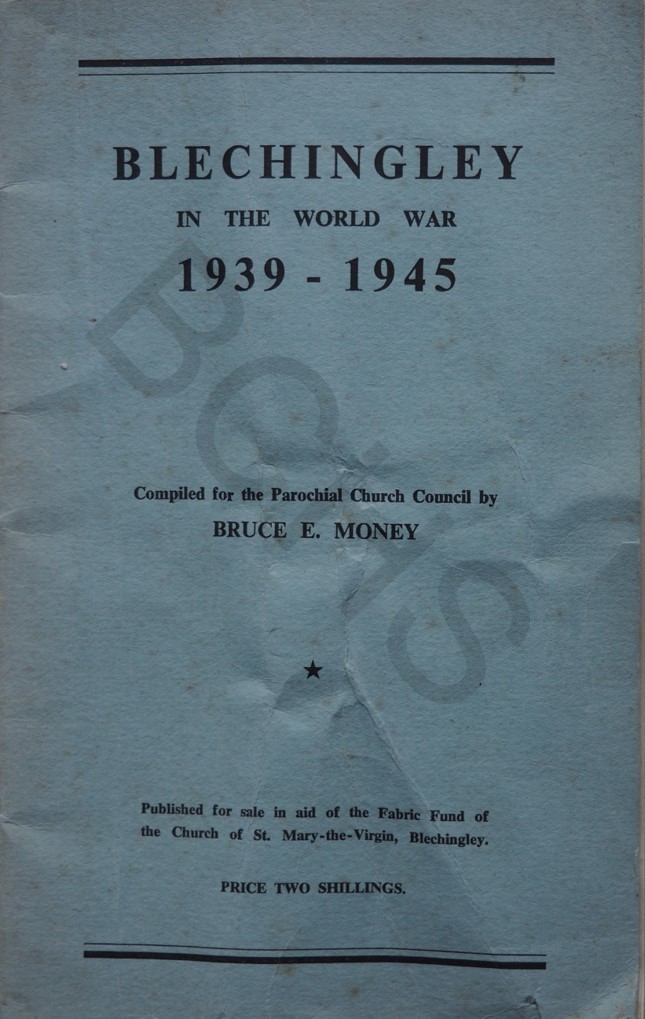 BLECHINGLEY
IN THE WORLD WAR
1939 - 1945
Compiled for the Parochial Church Council by
BRUCE E. MONEY
★
Published for sale in aid of the Fabric Fund of
the Church of St. Mary-the-Virgin, Blechingley.
PRICE TWO SHILLINGS.